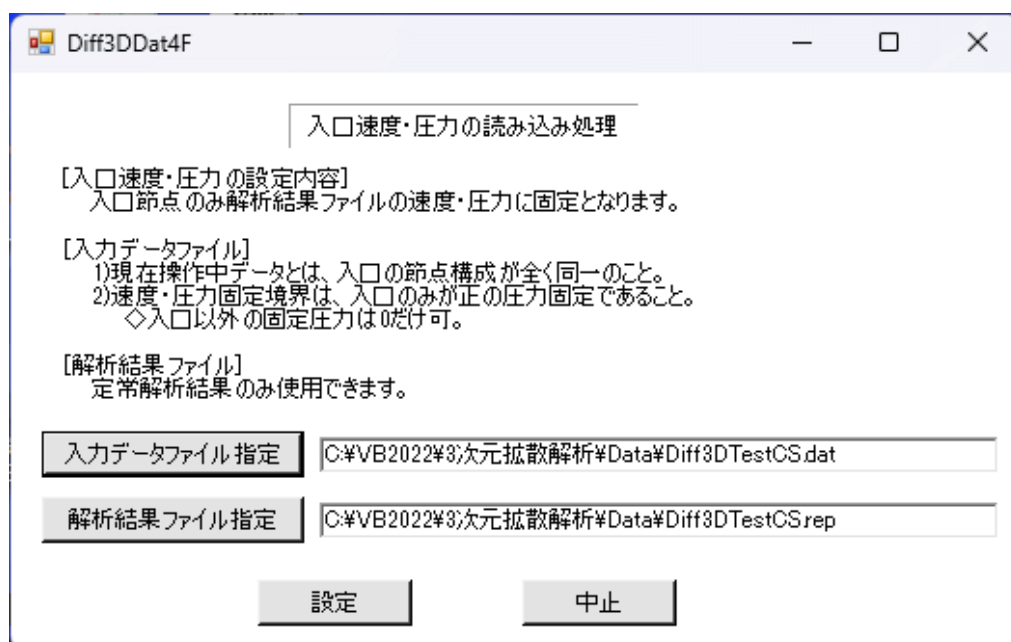 Diff3DDat4F
入口速度･圧力の読み込み処理
[入口速度･圧力の設定内容]
入口節点のみ解析結果ファイルの速度･圧力に固定となります。
[入力データファイル]
1)現在操作中データとは、入口の節点構成が全く同一のこと。
2)速度･圧力固定境界は、入口のみが正の圧力固定であること。
◇入口以外の固定圧力は0だけ可。
[解析結果ファイル]
定常解析結果のみ使用できます。
入力データファイル指定 C:¥VB2022¥3次元拡散解析¥Data¥Diff3DTestCS.dat
解析結果ファイル指定 C:¥VB2022¥3次元拡散解析¥Data¥Diff3DTestCS.rep
設定 中止